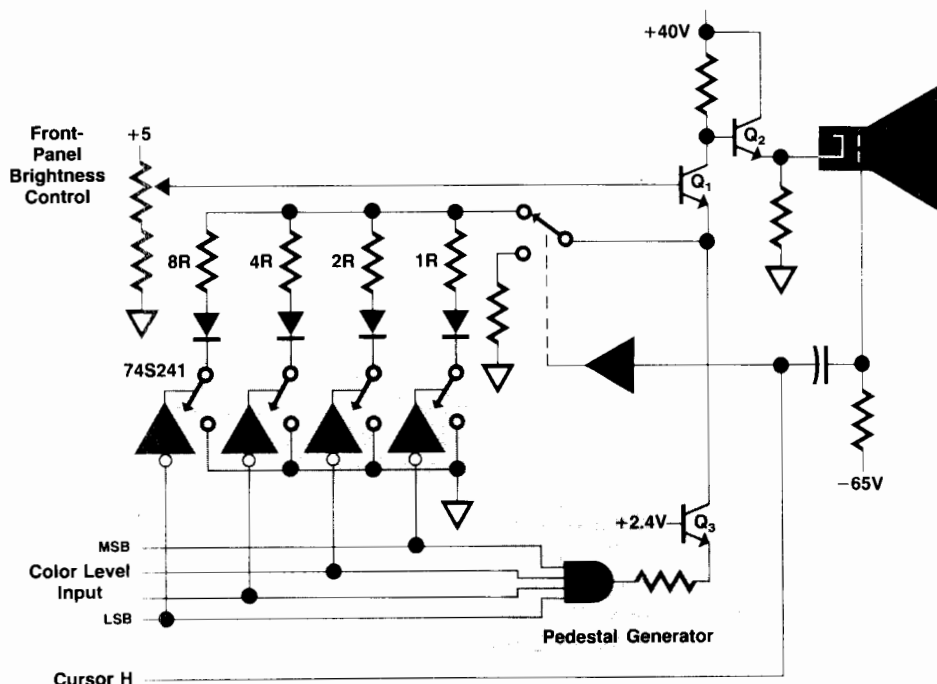 +40V
Front-
Panel
Brightness
Control
+5
Q2
Q1
8R
4R
2R
1R
74S241
−65V
+2.4V
Q3
MSB
Color Level
Input
LSB
Pedestal Generator
Cursor H